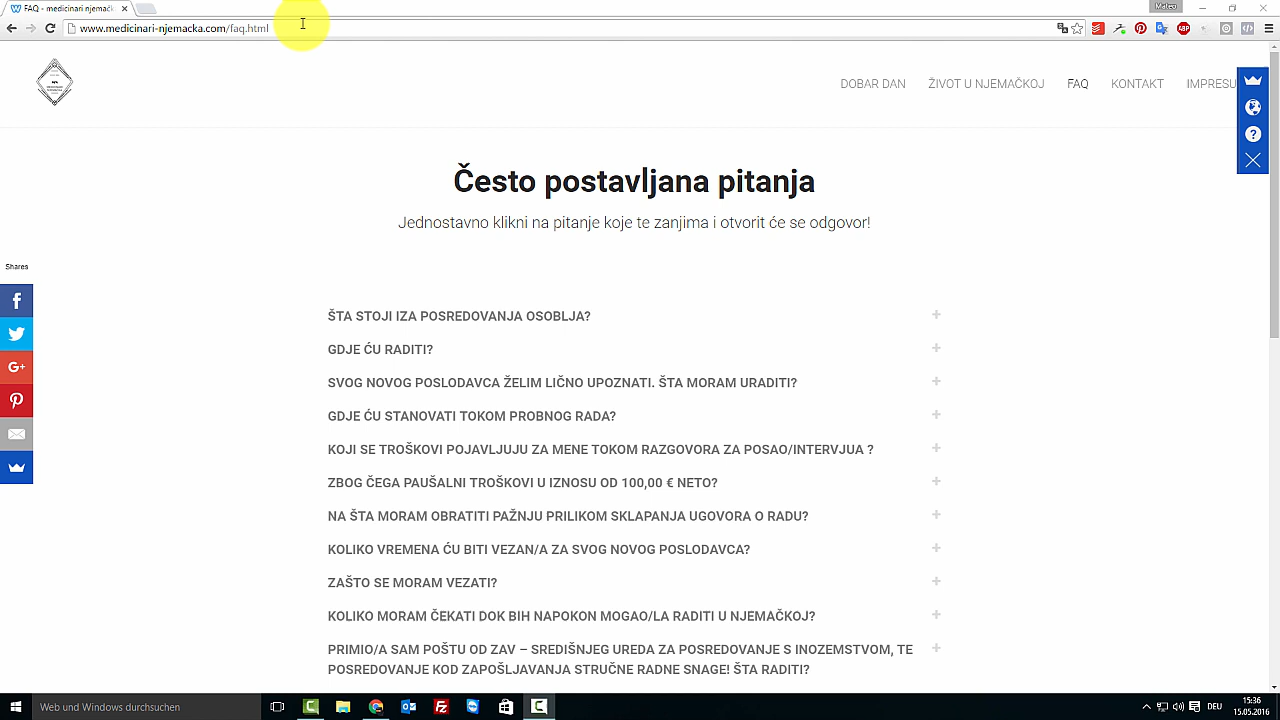 FAQ - medicinari njemačk
Mateo
www.medicinari-njemacka.com/faq.html
DOBAR DAN
ŽIVOT U NJEMAČKOJ
FAQ
KONTAKT
IMPRESU
Često postavljana pitanja
Jednostavno klikni na pitanje koje te zanjima i otvorit će se odgovor!
Shares
ŠTA STOJI IZA POSREDOVANJA OSOBLJA?
GDJE ĆU RADITI?
SVOG NOVOG POSLODAVCA ŽELIM LIČNO UPOZNATI. ŠTA MORAM URADITI?
GDJE ĆU STANOVATI TOKOM PROBNOG RADA?
KOJI SE TROŠKOVI POJAVLJUJU ZA MENE TOKOM RAZGOVORA ZA POSAO/INTERVJUA ?
ZBOG ČEGA PAUŠALNI TROŠKOVI U IZNOSU OD 100,00 € NETO?
NA ŠTA MORAM OBRATITI PAŽNJU PRILIKOM SKLAPANJA UGOVORA O RADU?
KOLIKO VREMENA ĆU BITI VEZAN/A ZA SVOG NOVOG POSLODAVCA?
ZAŠTO SE MORAM VEZATI?
KOLIKO MORAM ČEKATI DOK BIH NAPOKON MOGAO/LA RADITI U NJEMAČKOJ?
PRIMIO/A SAM POŠTU OD ZAV – SREDIŠNJEG UREDA ZA POSREDOVANJE S INOZEMSTVOM, TE
POSREDOVANJE KOD ZAPOŠLJAVANJA STRUČNE RADNE SNAGE! ŠTA RADITI?
Web und Windows durchsuchen
DEU
15:36
15.05.2016